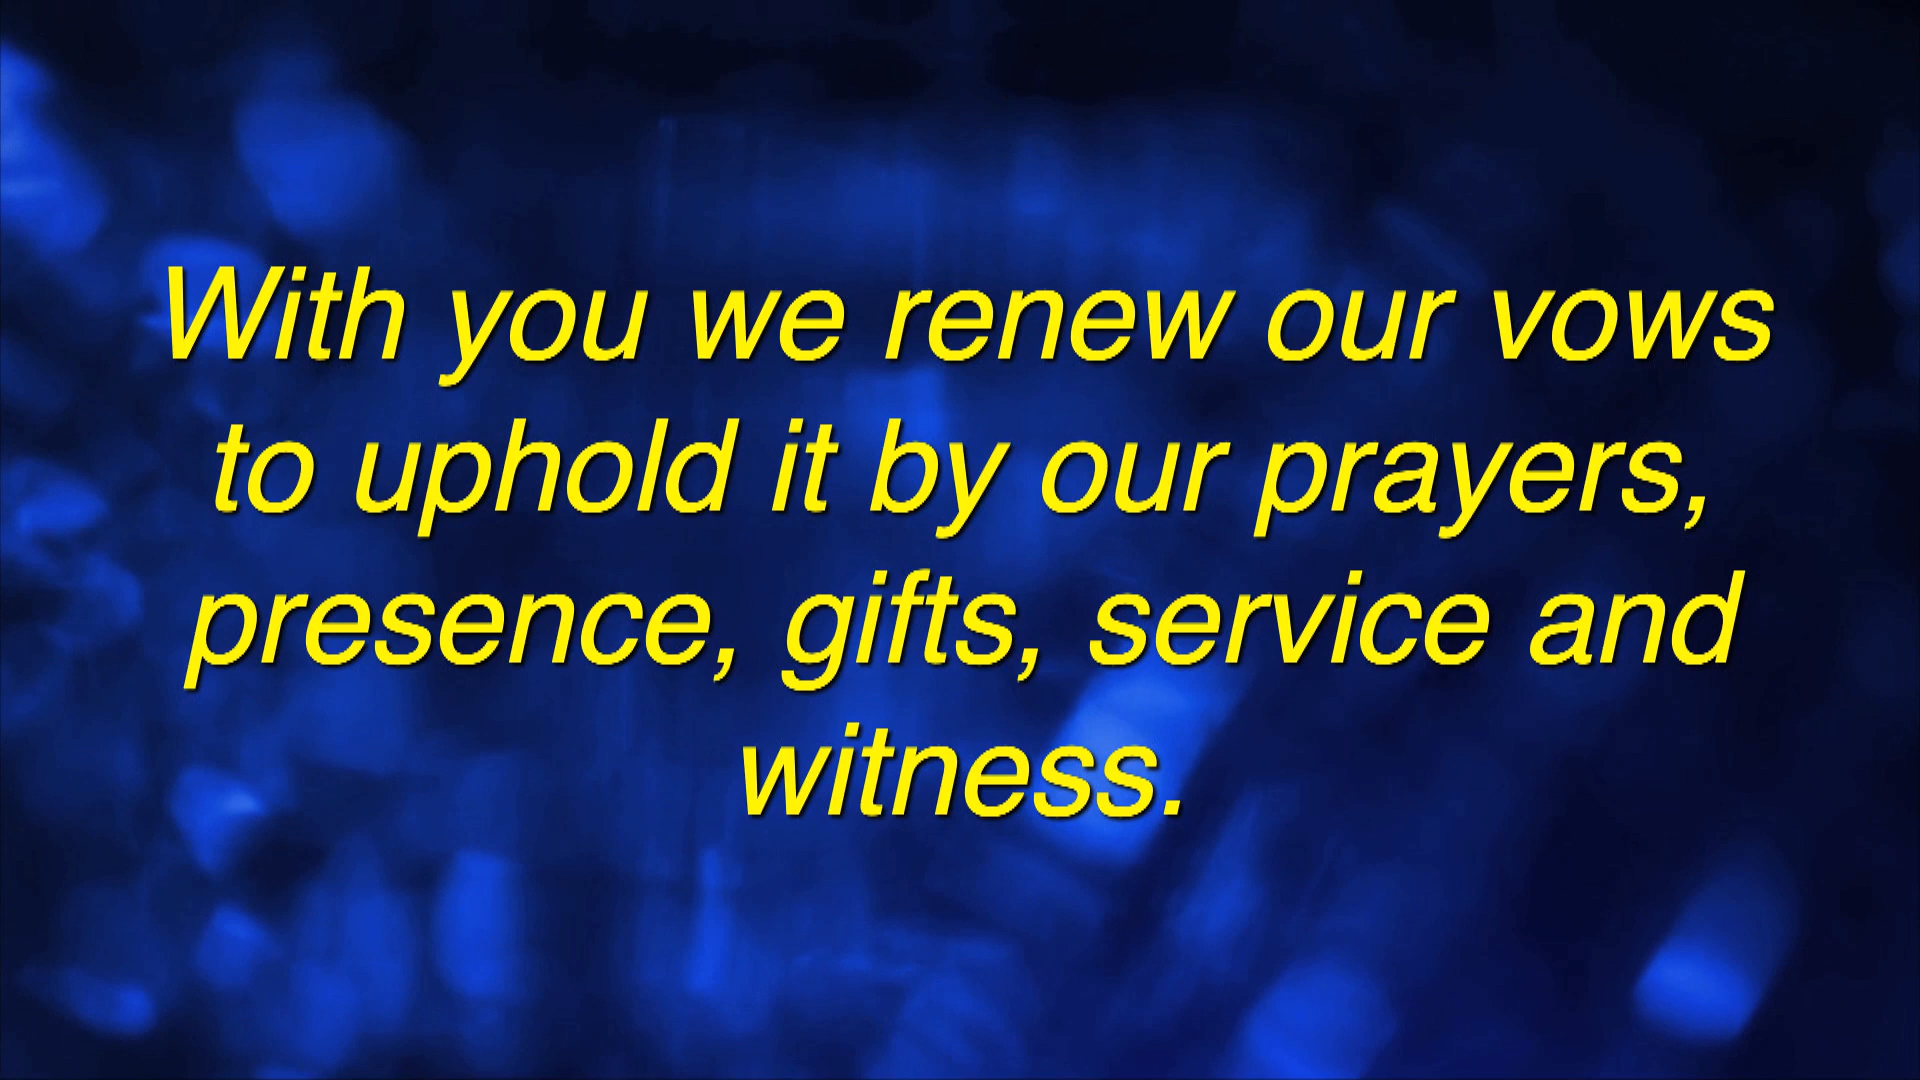 With you we renew our vows
to uphold it by our prayers,
presence, gifts, service and
witness.